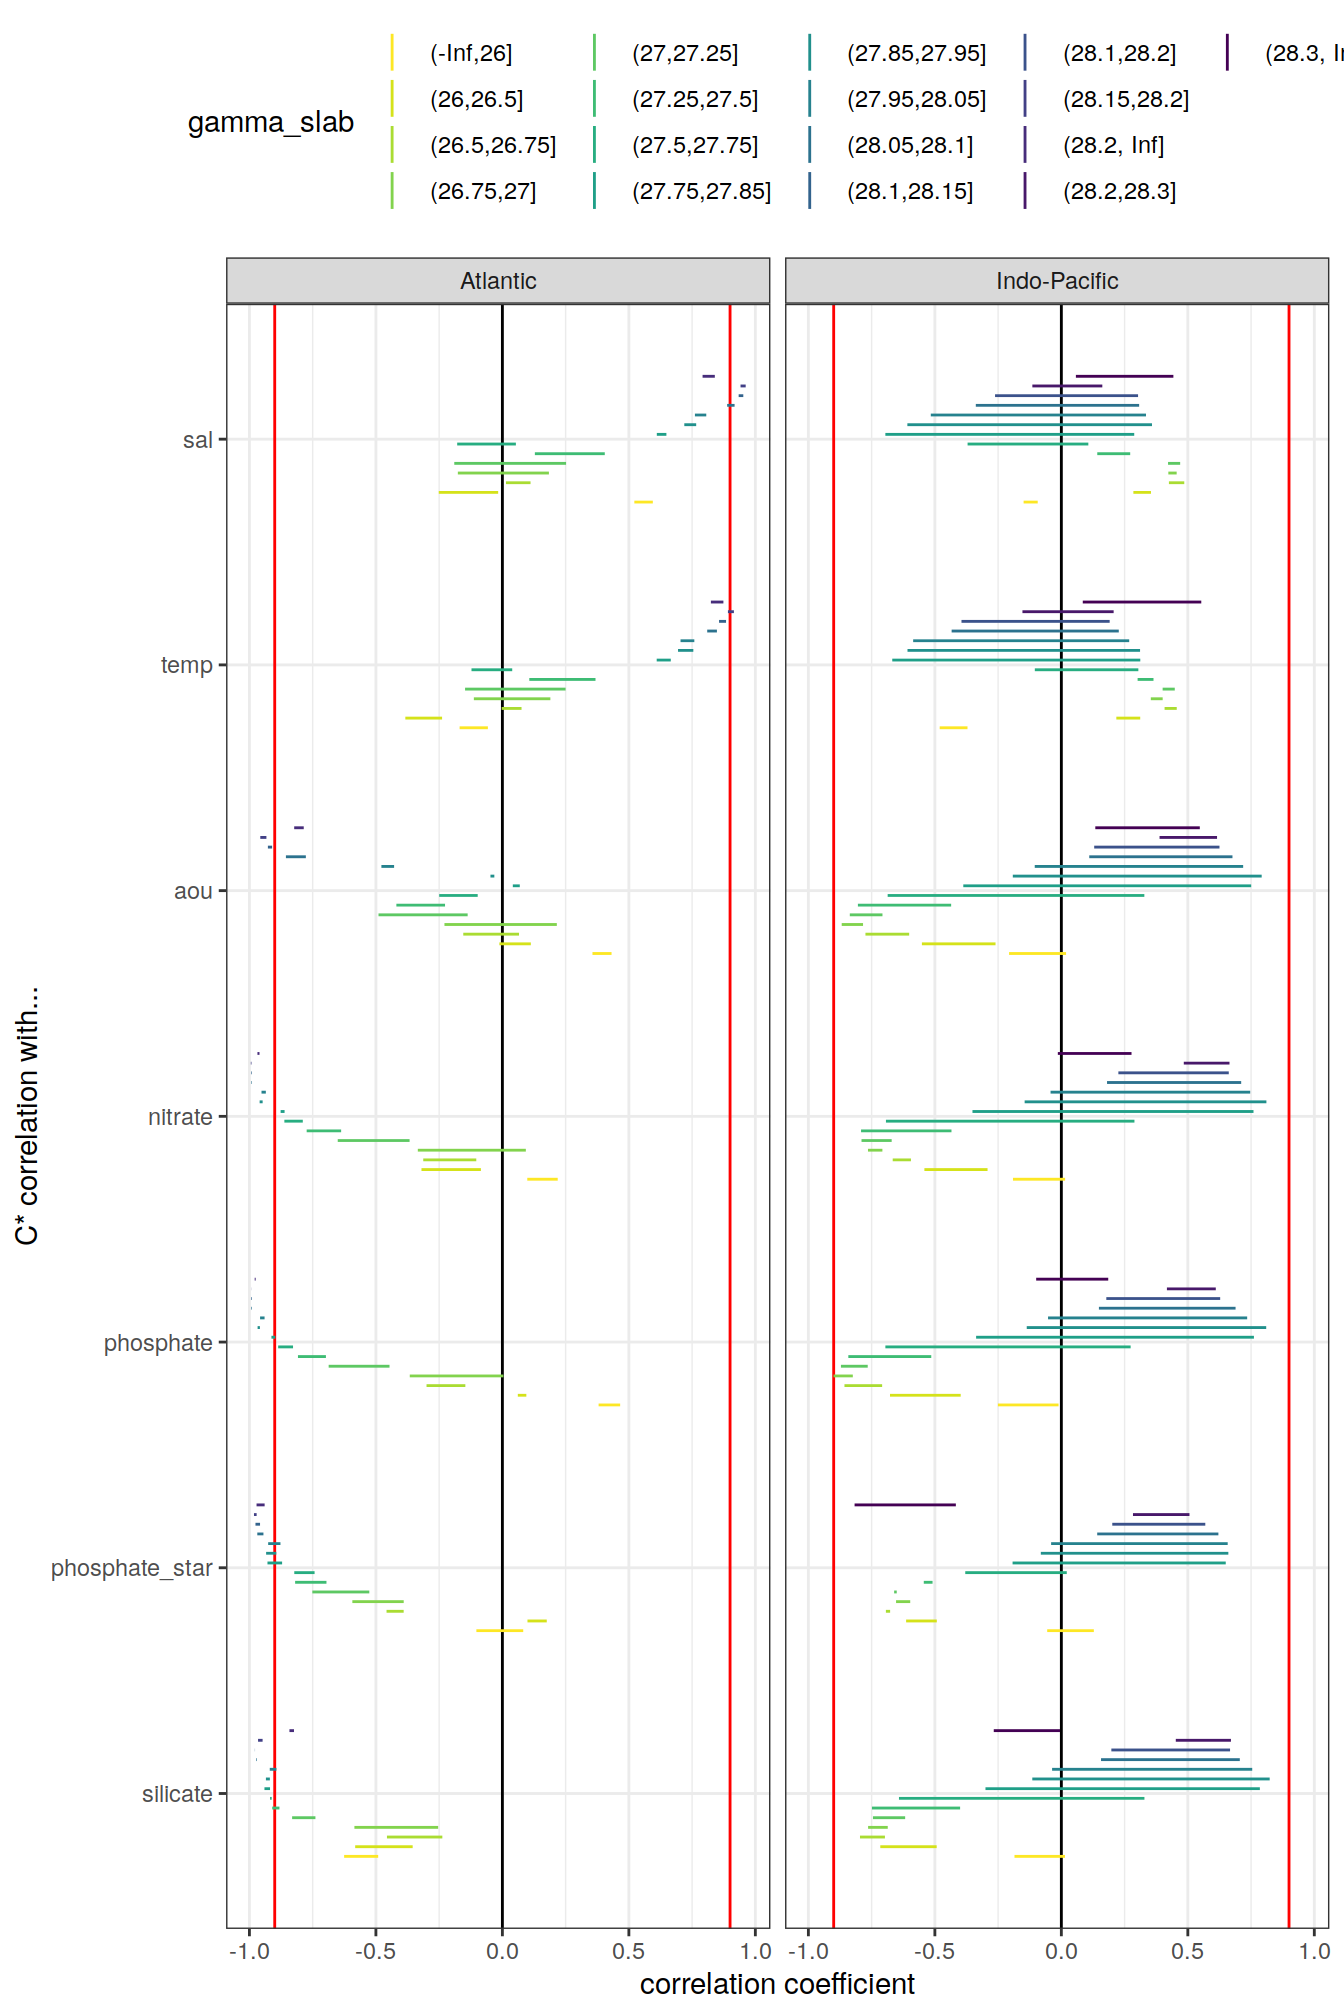 (-Inf,26] (27,27.25] (27.85,27.95] (28.1,28.2] (28.3,
(26,26.5] (27.25,27.5] (27.95,28.05] (28.15,28.2]
gamma_slab
(26.5,26.75] (27.5,27.75] (28.05,28.1] (28.2, Inf]
(26.75,27] (27.75,27.85] (28.1,28.15] (28.2,28.3]
Atlantic Indo-Pacific
sal
temp
aou
nitrate
phosphate
phosphate_star
silicate
C* correlation with...
-1.0 -0.5 0.0 0.5 1.0 -1.0 -0.5 0.0 0.5 1.0
correlation coefficient